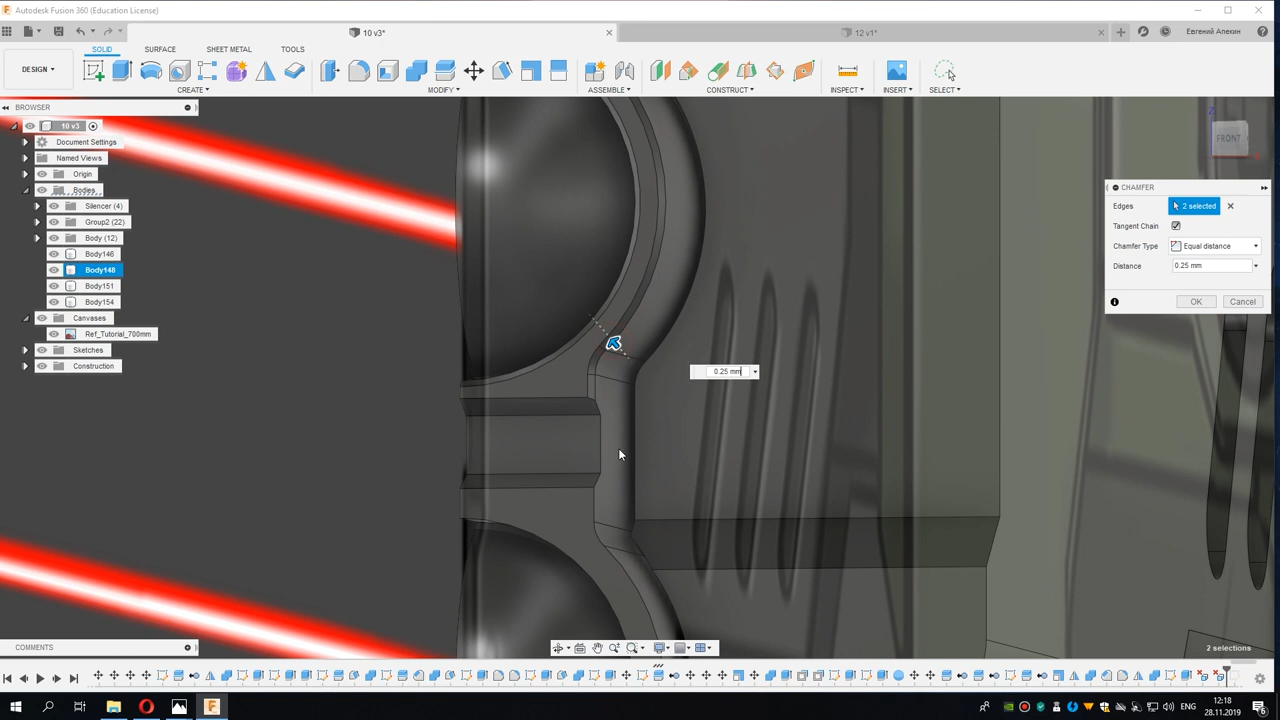 Autodesk Fusion 360 (Education License)
10 v3*
12 v1*
Евгений Апекин
DESIGN
SOLID
SURFACE
SHEET METAL
TOOLS
CREATE
MODIFY
ASSEMBLE
CONSTRUCT
INSPECT
INSERT
SELECT
BROWSER
10 v3
Document Settings
Named Views
Origin
Bodies
Silencer (4)
Group2 (22)
Body (12)
Body146
Body148
Body151
Body154
Canvases
Ref_Tutorial_700mm
Sketches
Construction
FRONT
CHAMFER
Edges
2 selected
Tangent Chain
Chamfer Type
Equal distance
Distance
0.25 mm
OK
Cancel
0.25 mm
COMMENTS
2 selections
ENG
12:18
28.11.2019